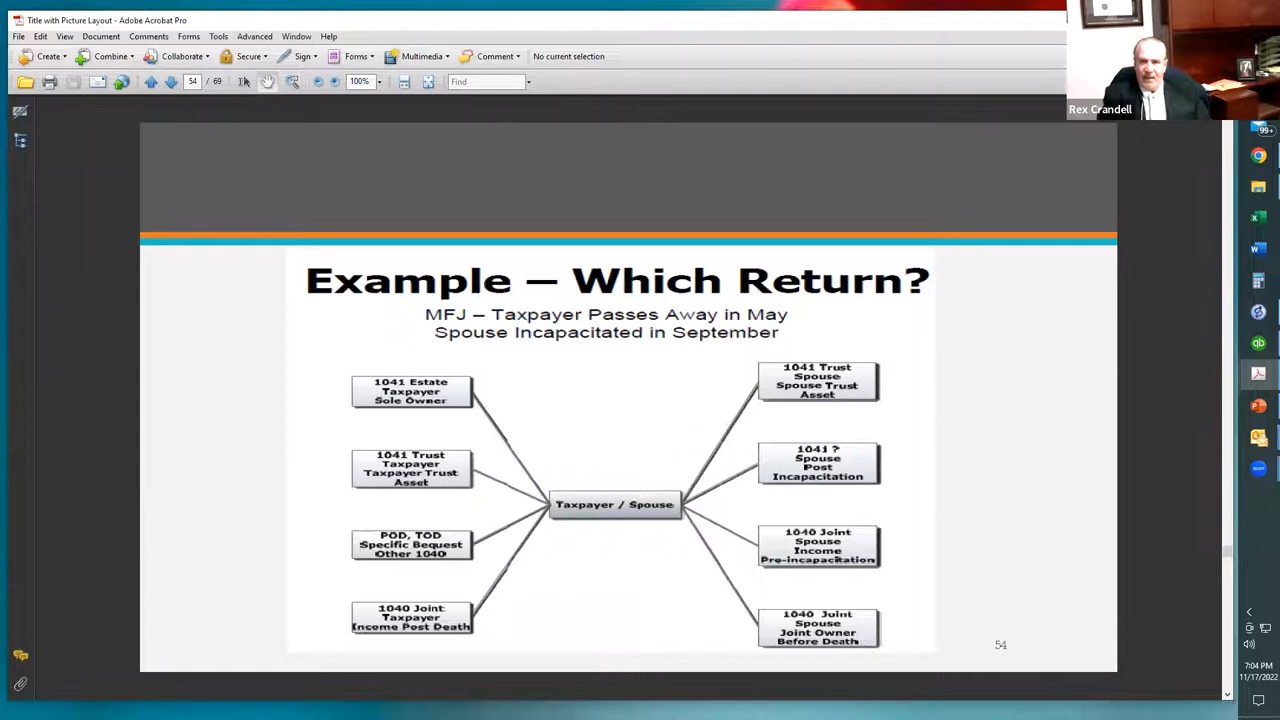 Title with Picture Layout - Adobe Acrobat Pro
File Edit View Document Comments Forms Tools Advanced Window Help
Create Combine Collaborate Secure Sign Forms Multimedia Comment No current selection
54 / 69 100% Find
Rex Crandell
99+
Example – Which Return?
MFJ – Taxpayer Passes Away in May
Spouse Incapacitated in September
1041 Estate
Taxpayer
Sole Owner
1041 Trust
Taxpayer
Taxpayer Trust
Asset
POD, TOD
Specific Bequest
Other 1040
1040 Joint
Taxpayer
Income Post Death
Taxpayer / Spouse
1041 Trust
Spouse
Spouse Trust
Asset
1041 ?
Spouse
Post
Incapacitation
1040 Joint
Spouse
Income
Pre-incapacitation
1040 Joint
Spouse
Joint Owner
Before Death
54
7:04 PM
11/17/2022